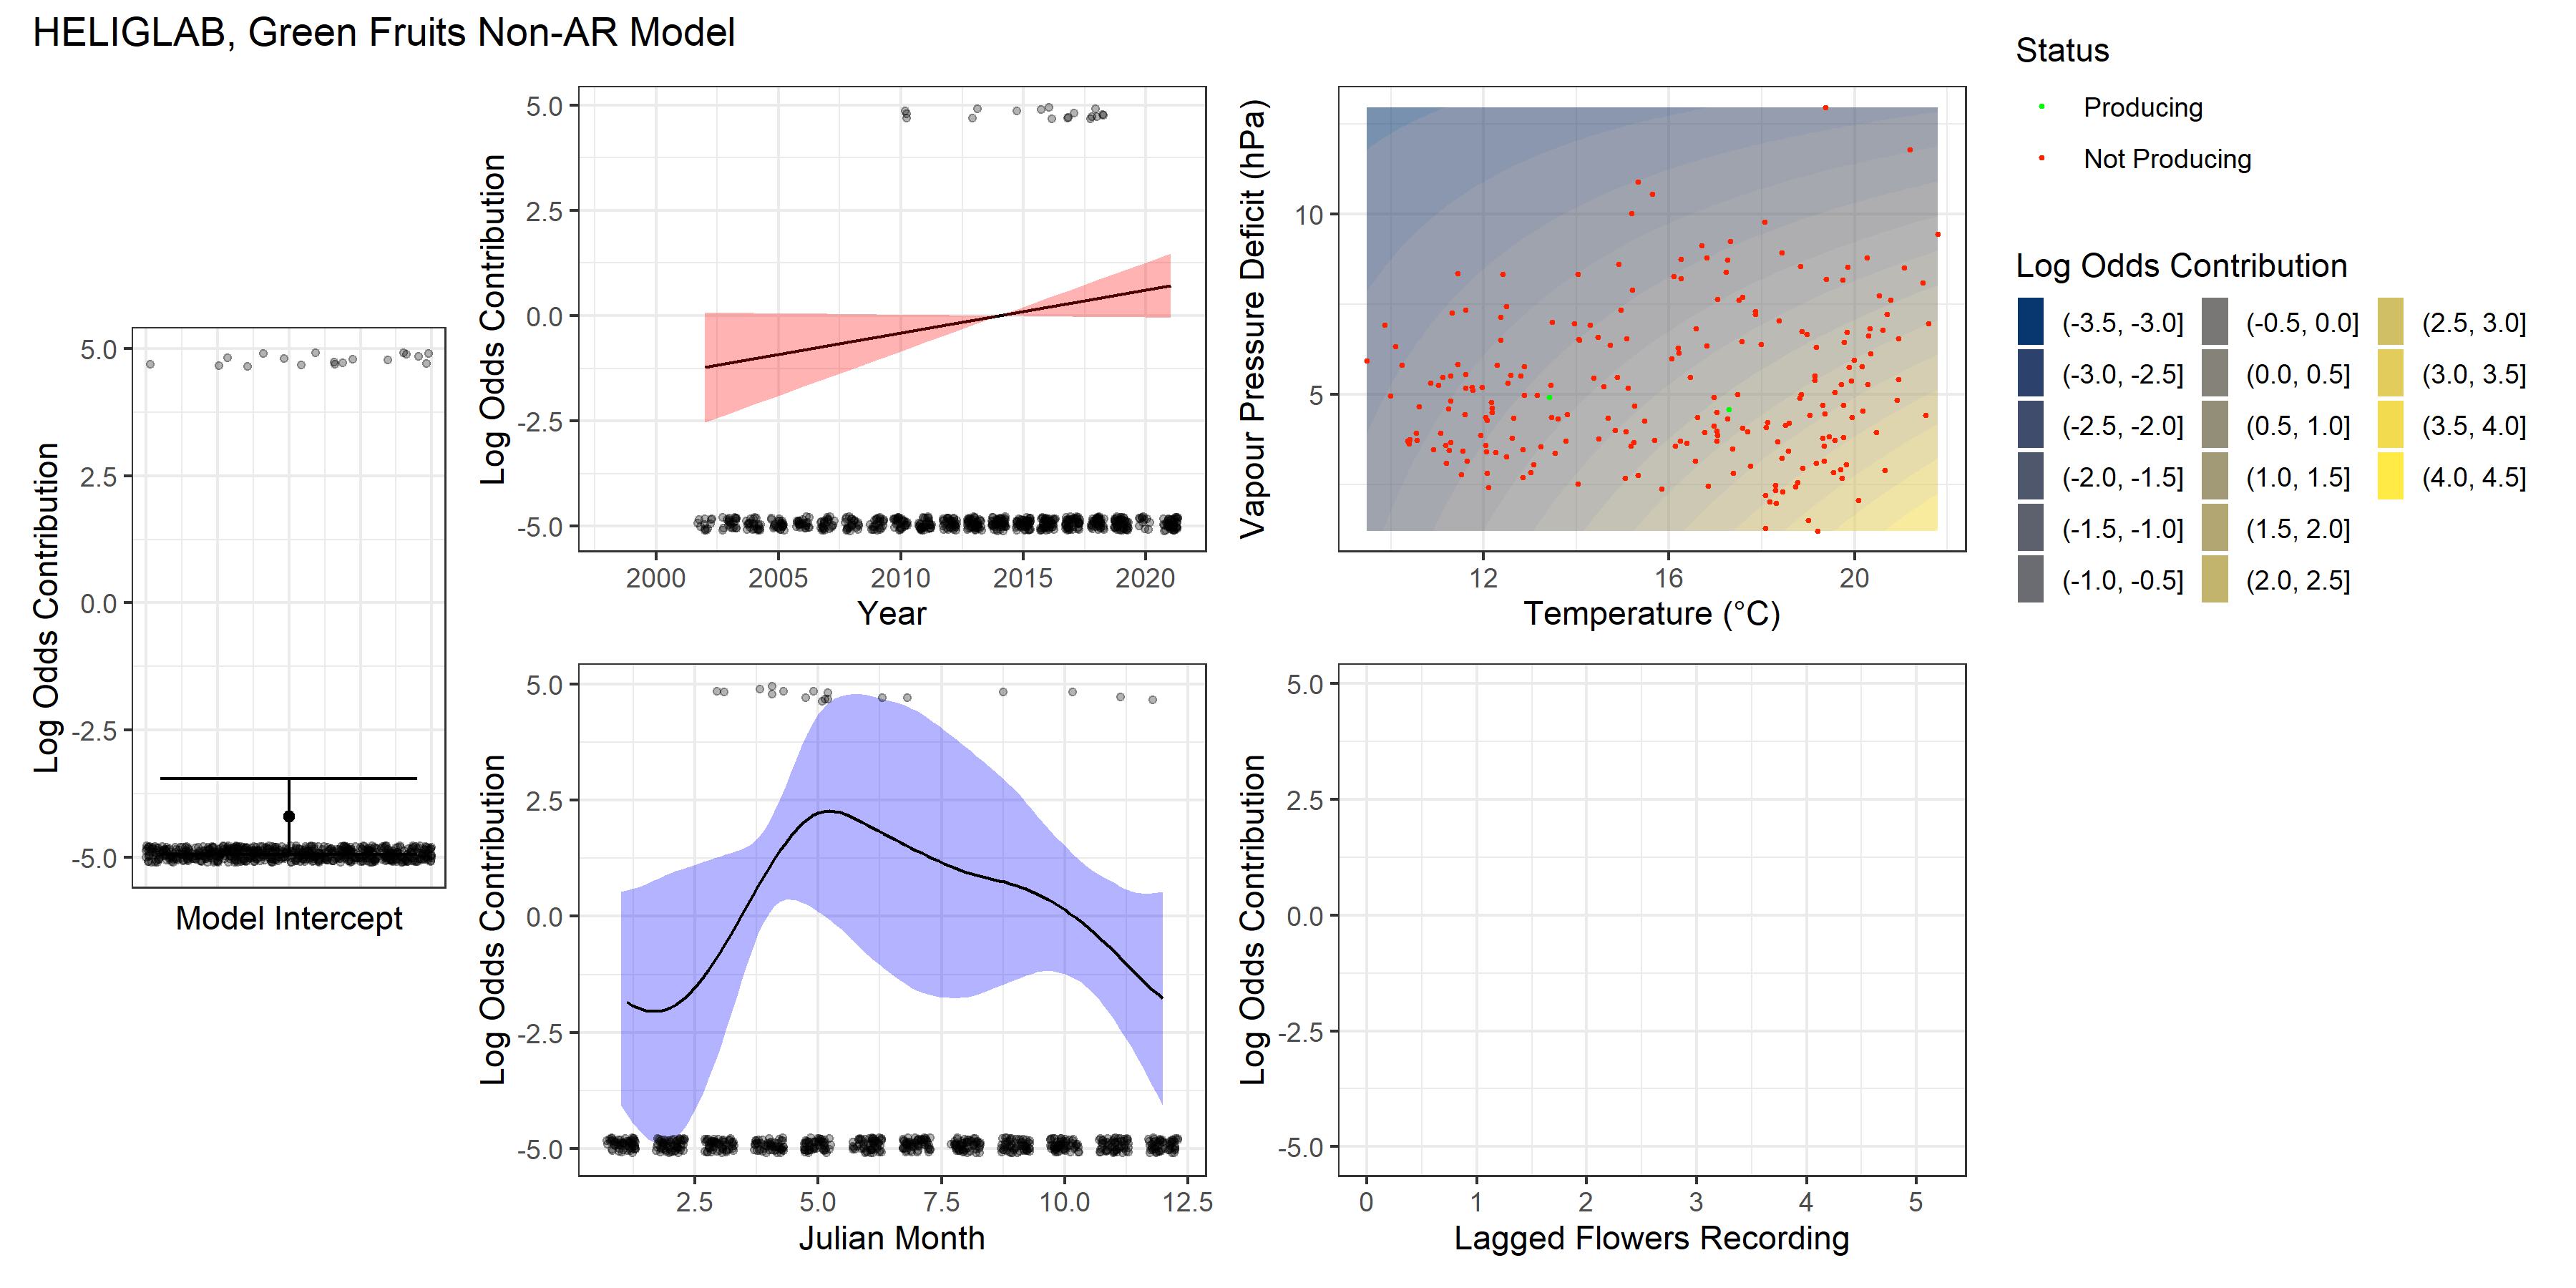 HELIGLAB, Green Fruits Non-AR Model
Log Odds Contribution
5.0
2.5
0.0
-2.5
-5.0
Model Intercept
Log Odds Contribution
5.0
2.5
0.0
-2.5
-5.0
2000 2005 2010 2015 2020
Year
Vapour Pressure Deficit (hPa)
10
5
12 16 20
Temperature (°C)
Log Odds Contribution
5.0
2.5
0.0
-2.5
-5.0
2.5 5.0 7.5 10.0 12.5
Julian Month
Log Odds Contribution
5.0
2.5
0.0
-2.5
-5.0
0 1 2 3 4 5
Lagged Flowers Recording
Status
Producing
Not Producing
Log Odds Contribution
(-3.5, -3.0] (-0.5, 0.0] (2.5, 3.0]
(-3.0, -2.5] (0.0, 0.5] (3.0, 3.5]
(-2.5, -2.0] (0.5, 1.0] (3.5, 4.0]
(-2.0, -1.5] (1.0, 1.5] (4.0, 4.5]
(-1.5, -1.0] (1.5, 2.0]
(-1.0, -0.5] (2.0, 2.5]